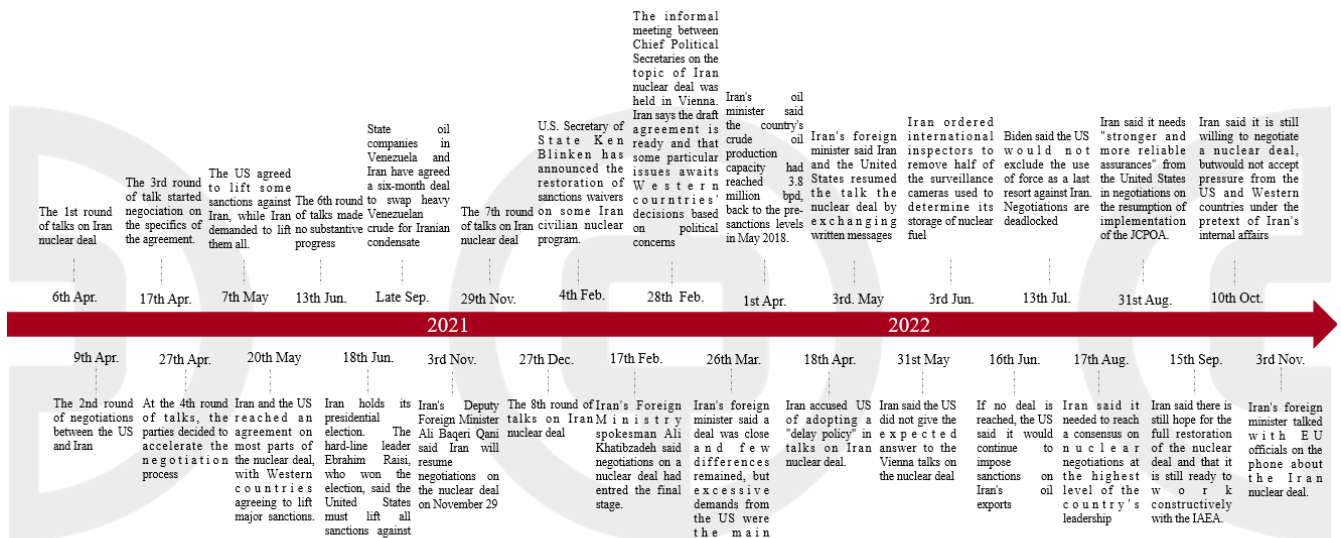 The 1st round
of talks on Iran
nuclear deal
6th Apr.
The 3rd round
of talk started
negociation on
the specifics of
the agreement.
17th Apr.
The US agreed
to lift some
sanctions against
Iran, while Iran
demanded to lift
them all.
7th May
The 6th round
of talks made
no substantive
progress
13th Jun.
State oil
companies in
Venezuela and
Iran have agreed
a six-month deal
to swap heavy
Venezuelan
crude for Iranian
condensate
Late Sep.
The 7th round
of talks on Iran
nuclear deal
29th Nov.
U.S. Secretary of
State Ken
Blinken has
announced the
restoration of
sanctions waivers
on some Iran
civilian nuclear
program.
4th Feb.
The informal
meeting between
Chief Political
Secretaries on the
topic of Iran
nuclear deal was
held in Vienna.
Iran says the draft
agreement is
ready and that
some particular
issues awaits
Western
courntries'
decisions based
on political
concerns
28th Feb.
Iran's oil
minister said
the country's
crude oil
production
capacity had
reached 3.8
million bpd,
back to the pre-
sanctions levels
in May 2018.
1st Apr.
Iran's foreign
minister said Iran
and the United
States resumed
the talk the
nuclear deal by
exchanging
written messages
3rd. May
Iran ordered
international
inspectors to
remove half of
the surveillance
cameras used to
determine its
storage of nuclear
fuel
3rd Jun.
Biden said the US
would not
exclude the use
of force as a last
resort against Iran.
Negotiations are
deadlocked
13th Jul.
Iran said it needs
"stronger and
more reliable
assurances" from
the United States
in negotiations on
the resumption of
implementation
of the JCPOA.
31st Aug.
Iran said it is still
willing to negotiate
a nuclear deal,
butwould not accept
pressure from the
US and Western
countries under the
pretext of Iran's
internal affairs
10th Oct.
2021
2022
9th Apr.
The 2nd round
of negotiations
between the US
and Iran
27th Apr.
At the 4th round
of talks, the
parties decided to
accelerate the
negotiation
process
20th May
Iran and the US
reached an
agreement on
most parts of
the nuclear deal,
with Western
countries
agreeing to lift
major sanctions.
18th Jun.
Iran holds its
presidential
election. The
hard-line leader
Ebrahim Raisi,
who won the
election, said the
United States
must lift all
sanctions against
3rd Nov.
Iran's Deputy
Foreign Minister
Ali Baqeri Qani
said Iran will
resume
negotiations on
the nuclear deal
on November 29
27th Dec.
The 8th round of
talks on Iran
nuclear deal
17th Feb.
Iran's Foreign
Ministry
spokesman Ali
Khatibzadeh said
negotiations on a
nuclear deal had
entred the final
stage.
26th Mar.
Iran's foreign
minister said a
deal was close
and few
differences
remained, but
excessive
demands from
the US were
the main
18th Apr.
Iran accused US
of adopting a
"delay policy" in
talks on Iran
nuclear deal.
31st May
Iran said the US
did not give the
expected
answer to the
Vienna talks on
the nuclear deal
16th Jun.
If no deal is
reached, the US
said it would
continue to
impose
sanctions on
Iran's oil
exports
17th Aug.
Iran said it
needed to reach
a consensus on
nuclear
negotiations at
the highest
level of the
country's
leadership
15th Sep.
Iran said there is
still hope for the
full restoration
of the nuclear
deal and that it
is still ready to
work
constructively
with the IAEA.
3rd Nov.
Iran's foreign
minister talked
with EU
officials on the
phone about
the Iran
nuclear deal.